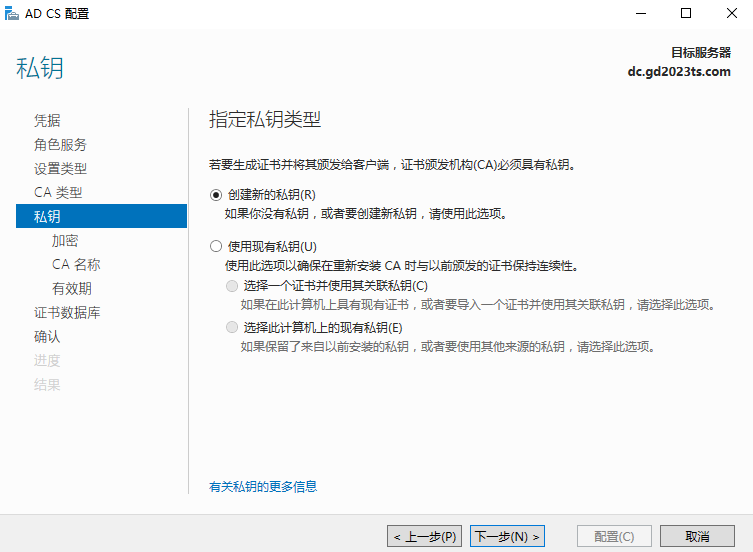 AD CS 配置
私钥
目标服务器
dc.gd2023ts.com
凭据
角色服务
设置类型
CA 类型
私钥
加密
CA 名称
有效期
证书数据库
确认
进度
结果
指定私钥类型
若要生成证书并将其颁发给客户端，证书颁发机构(CA)必须具有私钥。
创建新的私钥(R)
如果你没有私钥，或者要创建新私钥，请使用此选项。
使用现有私钥(U)
使用此选项以确保在重新安装 CA 时与以前颁发的证书保持连续性。
选择一个证书并使用其关联私钥(C)
如果在此计算机上具有现有证书，或者要导入一个证书并使用其关联私钥，请选择此选项。
选择此计算机上的现有私钥(E)
如果保留了来自以前安装的私钥，或者要使用其他来源的私钥，请选择此选项。
有关私钥的更多信息
< 上一步(P)
下一步(N) >
配置(C)
取消